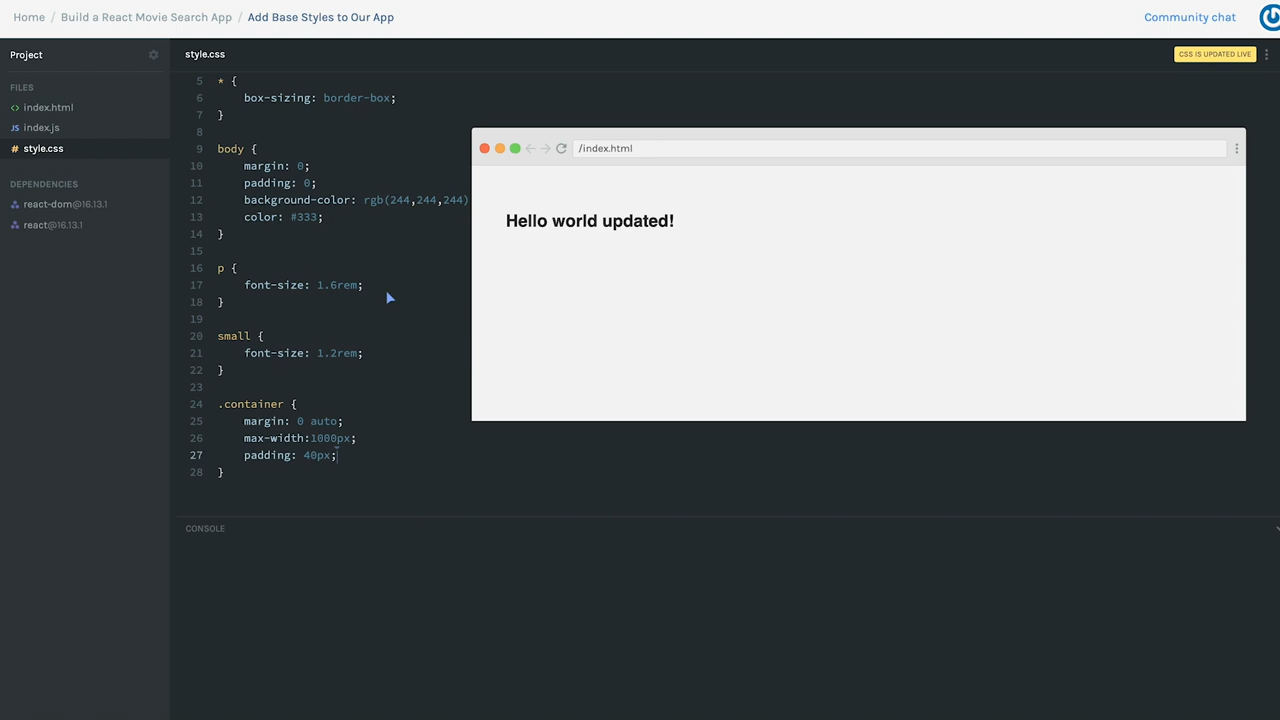 Home / Build a React Movie Search App / Add Base Styles to Our App
Community chat
Project
FILES
<> index.html
JS index.js
# style.css
DEPENDENCIES
react-dom@16.13.1
react@16.13.1
style.css
CSS IS UPDATED LIVE
5 * {
6 box-sizing: border-box;
7 }
8
9 body {
10 margin: 0;
11 padding: 0;
12 background-color: rgb(244,244,244)
13 color: #333;
14 }
15
16 p {
17 font-size: 1.6rem;
18 }
19
20 small {
21 font-size: 1.2rem;
22 }
23
24 .container {
25 margin: 0 auto;
26 max-width:1000px;
27 padding: 40px;
28 }
/index.html
Hello world updated!
CONSOLE